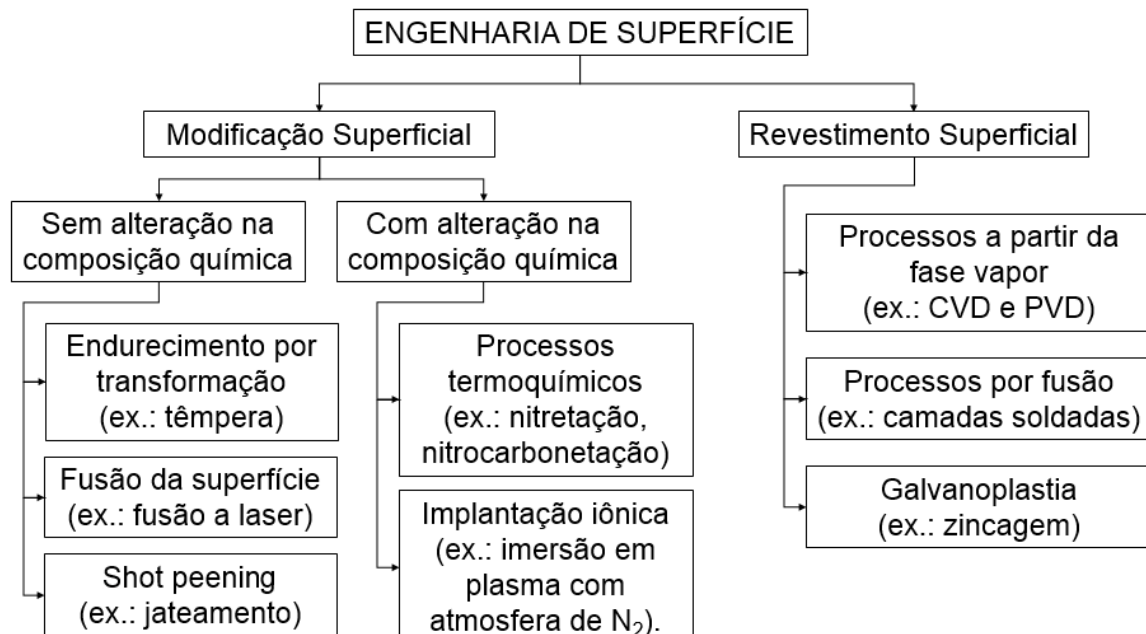 ENGENHARIA DE SUPERFÍCIE
Modificação Superficial
Revestimento Superficial
Sem alteração na
composição química
Com alteração na
composição química
Endurecimento por
transformação
(ex.: têmpera)
Fusão da superfície
(ex.: fusão a laser)
Shot peening
(ex.: jateamento)
Processos
termoquímicos
(ex.: nitretação,
nitrocarbonetação)
Implantação iônica
(ex.: imersão em
plasma com
atmosfera de N₂).
Processos a partir da
fase vapor
(ex.: CVD e PVD)
Processos por fusão
(ex.: camadas soldadas)
Galvanoplastia
(ex.: zincagem)